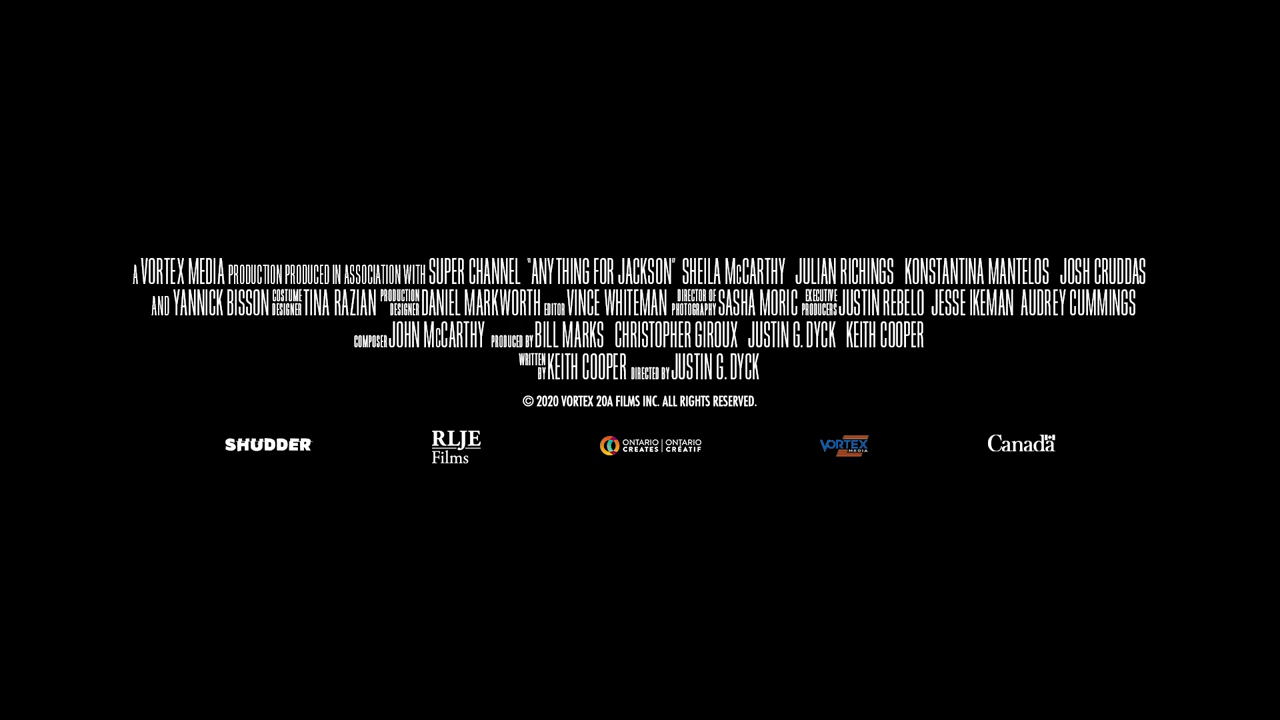 A VORTEX MEDIA PRODUCTION PRODUCED IN ASSOCIATION WITH SUPER CHANNEL "ANYTHING FOR JACKSON" SHEILA McCARTHY JULIAN RICHINGS KONSTANTINA MANTELOS JOSH CRUDDAS
AND YANNICK BISSON COSTUME DESIGNER TINA RAZIAN PRODUCTION DESIGNER DANIEL MARKWORTH EDITOR VINCE WHITEMAN DIRECTOR OF PHOTOGRAPHY SASHA MORIC EXECUTIVE PRODUCERS JUSTIN REBELO JESSE IKEMAN AUDREY CUMMINGS
COMPOSER JOHN McCARTHY PRODUCED BY BILL MARKS CHRISTOPHER GIROUX JUSTIN G. DYCK KEITH COOPER
WRITTEN BY KEITH COOPER DIRECTED BY JUSTIN G. DYCK
© 2020 VORTEX 20A FILMS INC. ALL RIGHTS RESERVED.
SHUDDER
RLJE
Films
ONTARIO CREATES | ONTARIO CRÉATIF
VORTEX
MEDIA
Canada